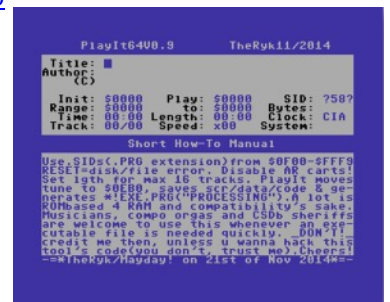 PlayIt64V0.9 TheRyk11/2014
Title:
Author:
(C)
Init: $0000 Play: $0000 SID: ?58?
Range: $0000 to: $0000 Bytes:
Time: 00:00 Length: 00:00 Clock: CIA
Track: 00/00 Speed: x00 System:
Short How-To Manual
Use.SIDs(.PRG extension)from $0F00-$FFF9
RESET=disk/file error. Disable AR carts!
Set lgth for max 16 tracks. PlayIt moves
tune to $0EB0, saves scr/data/code & ge-
nerates *!EXE.PRG("PROCESSING").A lot is
ROMbased 4 RAM and compatibility's sake.
Musicians, compo orgas and CSDb sheriffs
are welcome to use this whenever an exe-
cutable file is needed quickly. _DON'T!_
credit me then, unless u wanna hack this
tool's code(you don't, trust me).Cheers!
-=*TheRyk/Mayday! on 21st of Nov 2014*=-